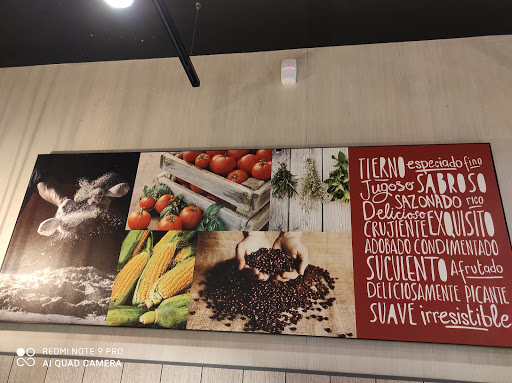 TIERNO especiado fino
Jugoso SABROSO
SAZONADO rico
Delicioso EXQUISITO
CRUJIENTE
ADOBADO CONDIMENTADO
SUCULENTO Afrutado
DELICIOSAMENTE PICANTE
SUAVE irresistible
REDMI NOTE 9 PRO
AI QUAD CAMERA